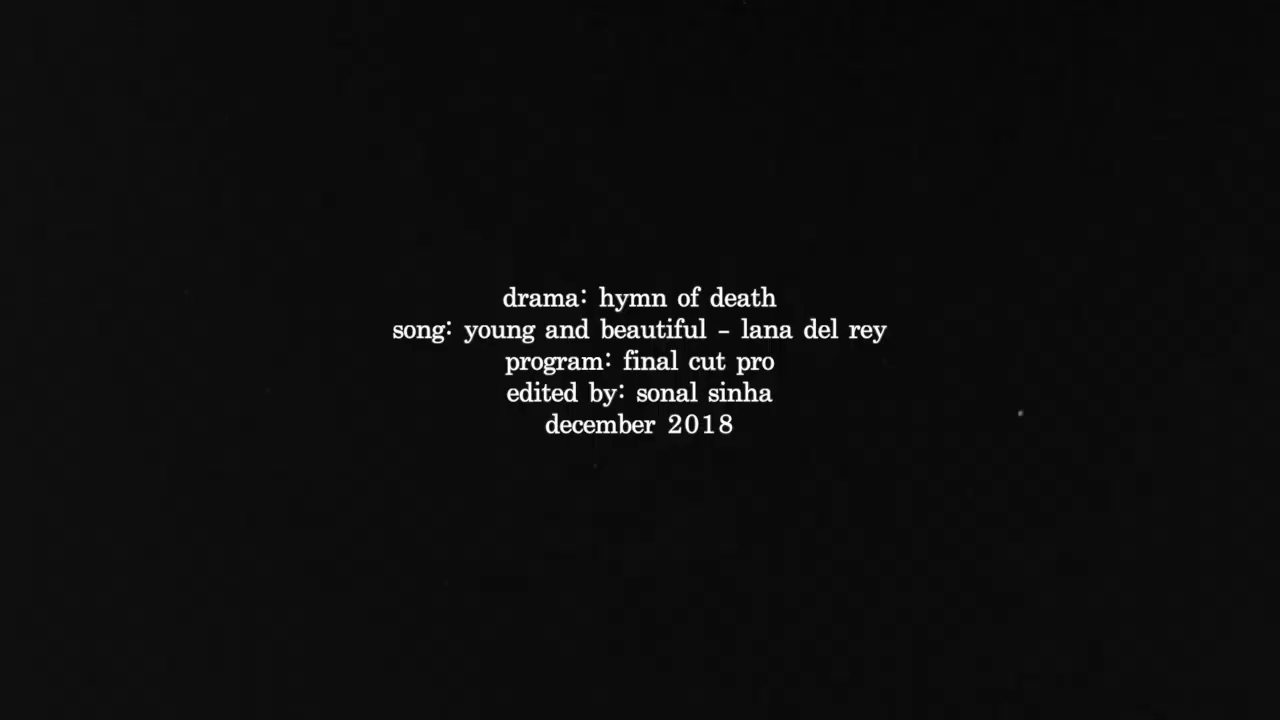 drama: hymn of death
song: young and beautiful - lana del rey
program: final cut pro
edited by: sonal sinha
december 2018